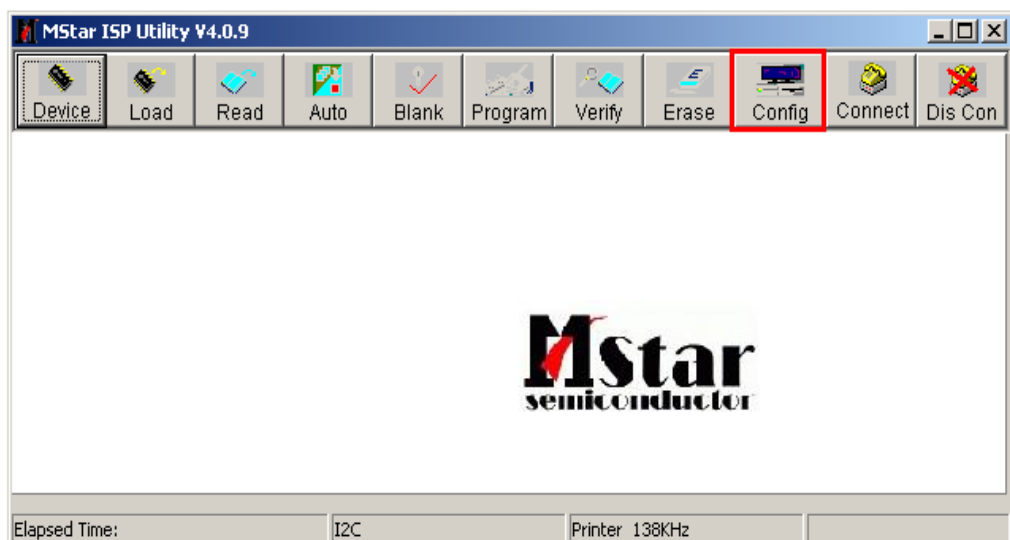 MStar ISP Utility V4.0.9
Device Load Read Auto Blank Program Verify Erase Config Connect Dis Con
MStar
semiconductor
Elapsed Time: I2C Printer 138KHz